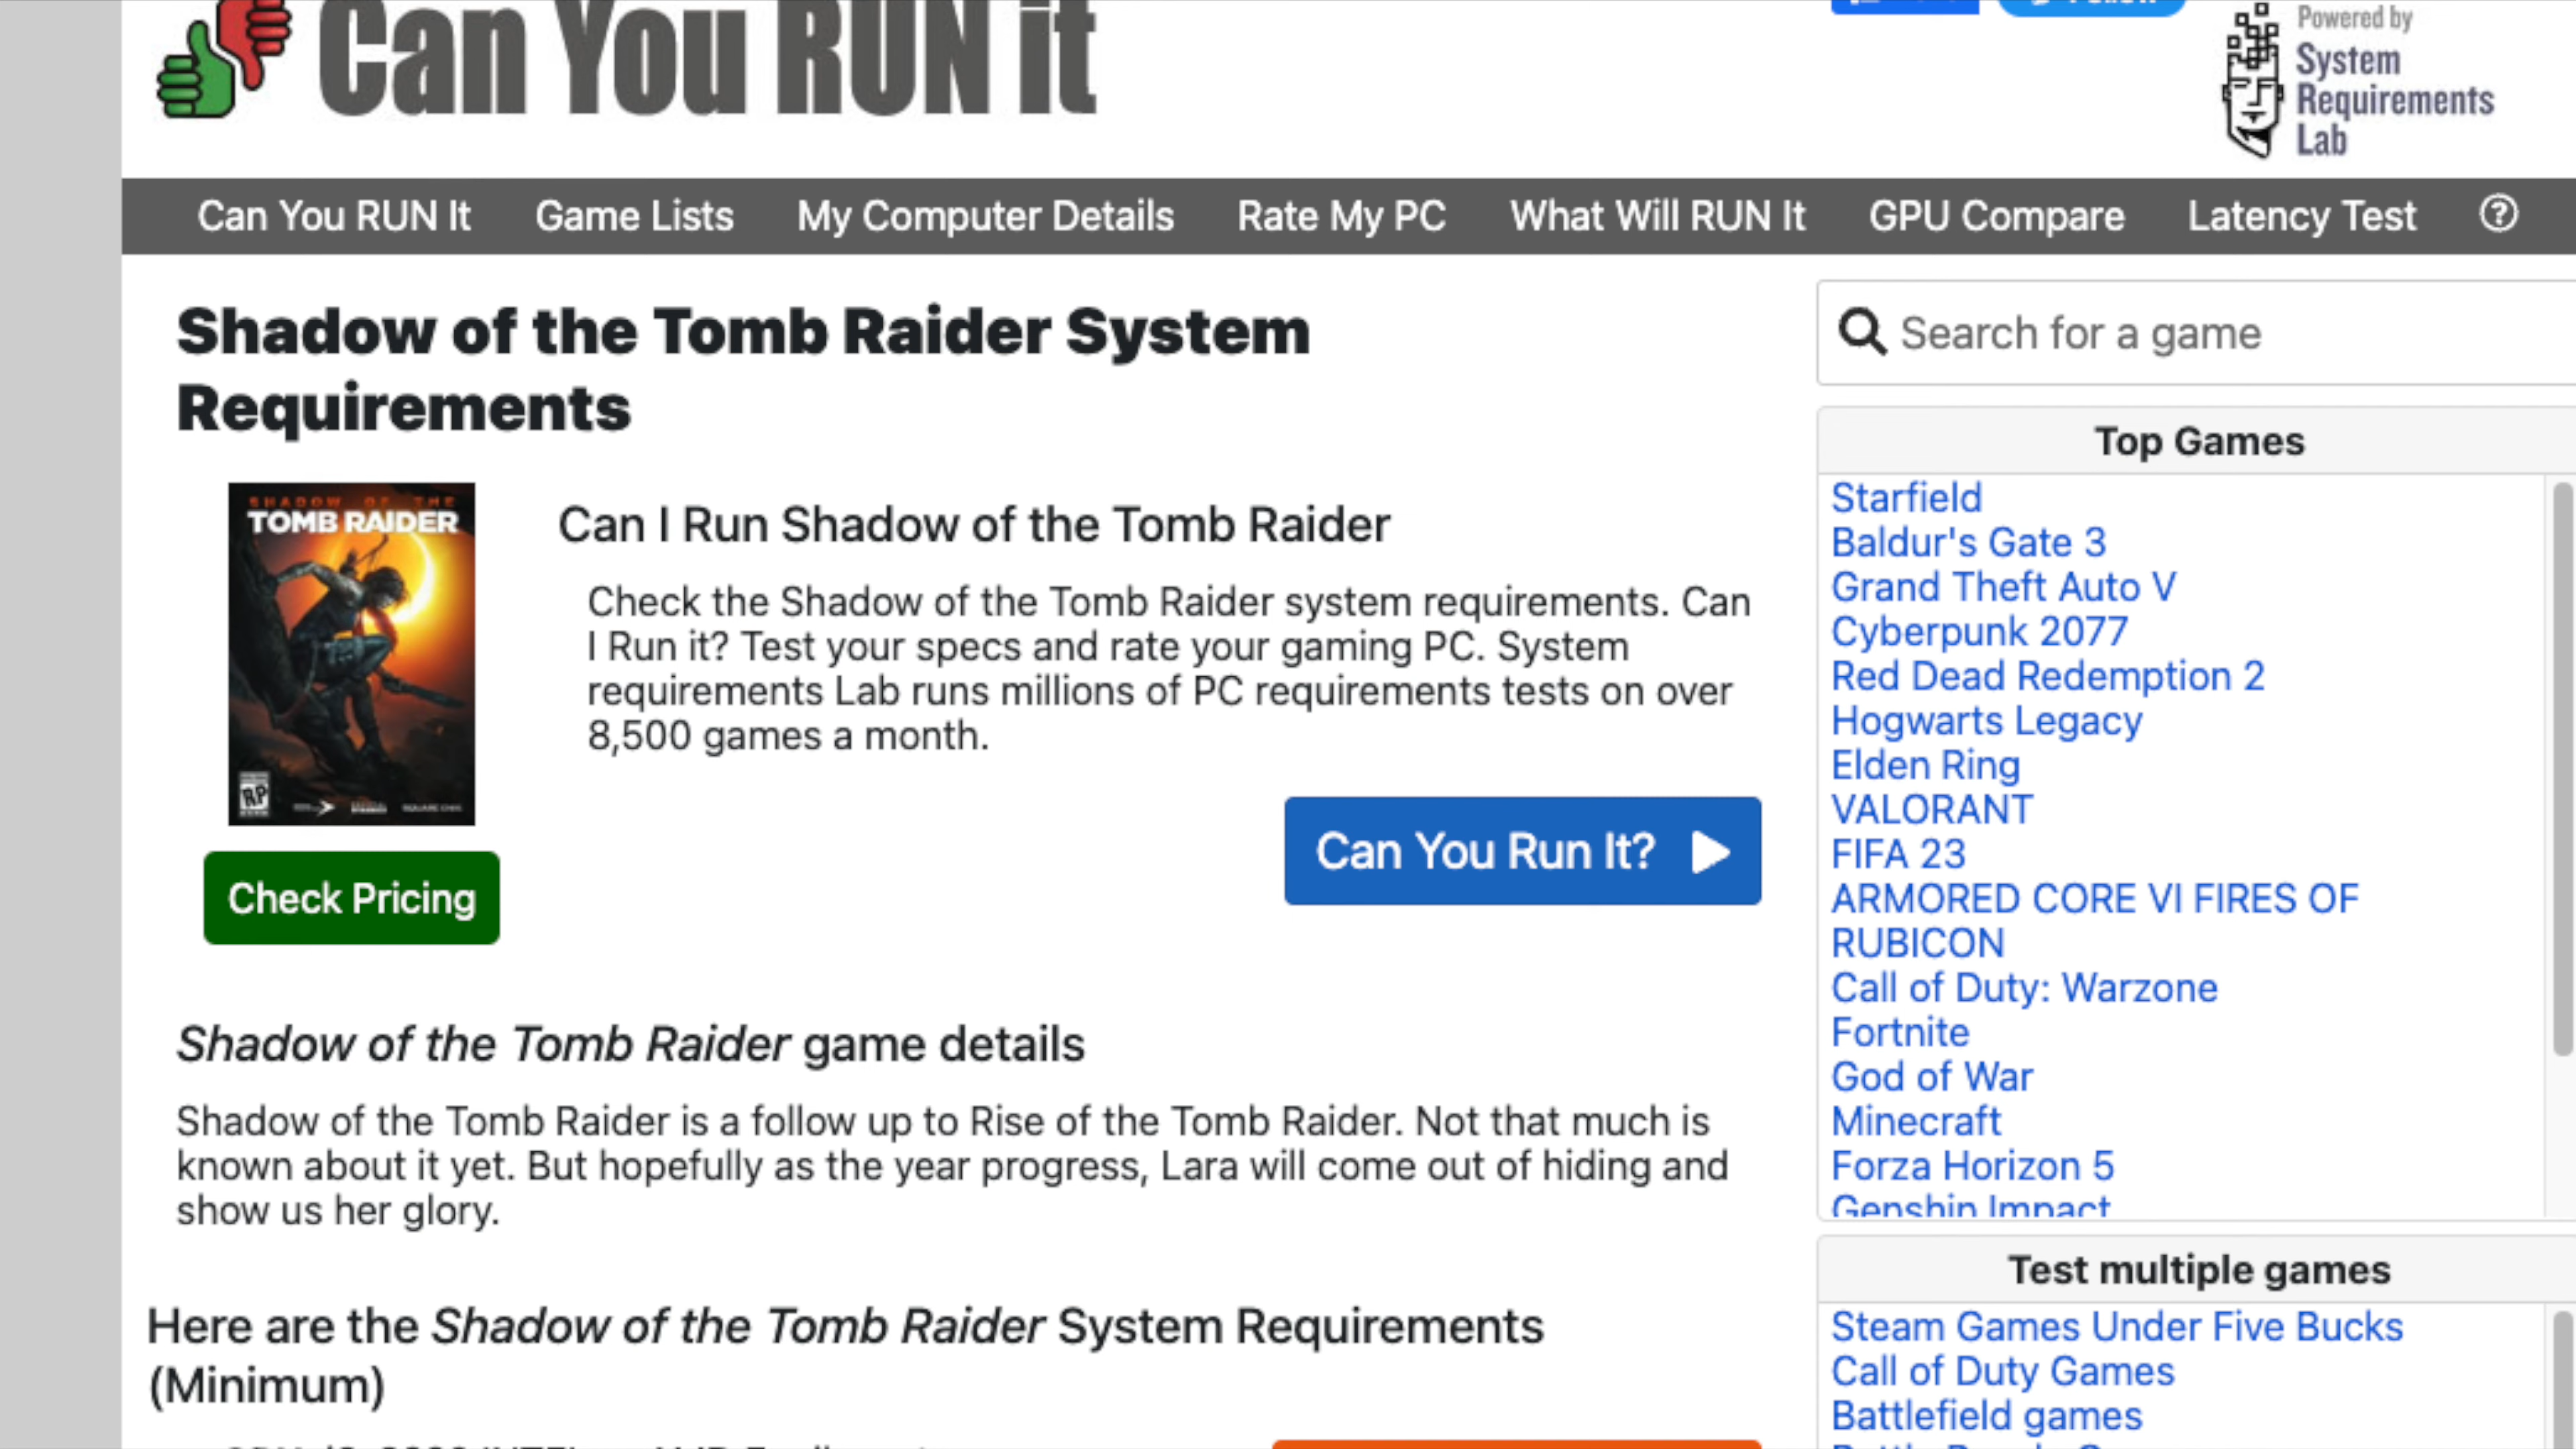 Can You RUN it
Powered by
System
Requirements
Lab
Can You RUN It
Game Lists
My Computer Details
Rate My PC
What Will RUN It
GPU Compare
Latency Test
Shadow of the Tomb Raider System
Requirements
SHADOW OF THE
TOMB RAIDER
RP
Check Pricing
Can I Run Shadow of the Tomb Raider
Check the Shadow of the Tomb Raider system requirements. Can
I Run it? Test your specs and rate your gaming PC. System
requirements Lab runs millions of PC requirements tests on over
8,500 games a month.
Can You Run It?
Shadow of the Tomb Raider game details
Shadow of the Tomb Raider is a follow up to Rise of the Tomb Raider. Not that much is
known about it yet. But hopefully as the year progress, Lara will come out of hiding and
show us her glory.
Here are the Shadow of the Tomb Raider System Requirements
(Minimum)
Search for a game
Top Games
Starfield
Baldur's Gate 3
Grand Theft Auto V
Cyberpunk 2077
Red Dead Redemption 2
Hogwarts Legacy
Elden Ring
VALORANT
FIFA 23
ARMORED CORE VI FIRES OF
RUBICON
Call of Duty: Warzone
Fortnite
God of War
Minecraft
Forza Horizon 5
Genshin Impact
Test multiple games
Steam Games Under Five Bucks
Call of Duty Games
Battlefield games